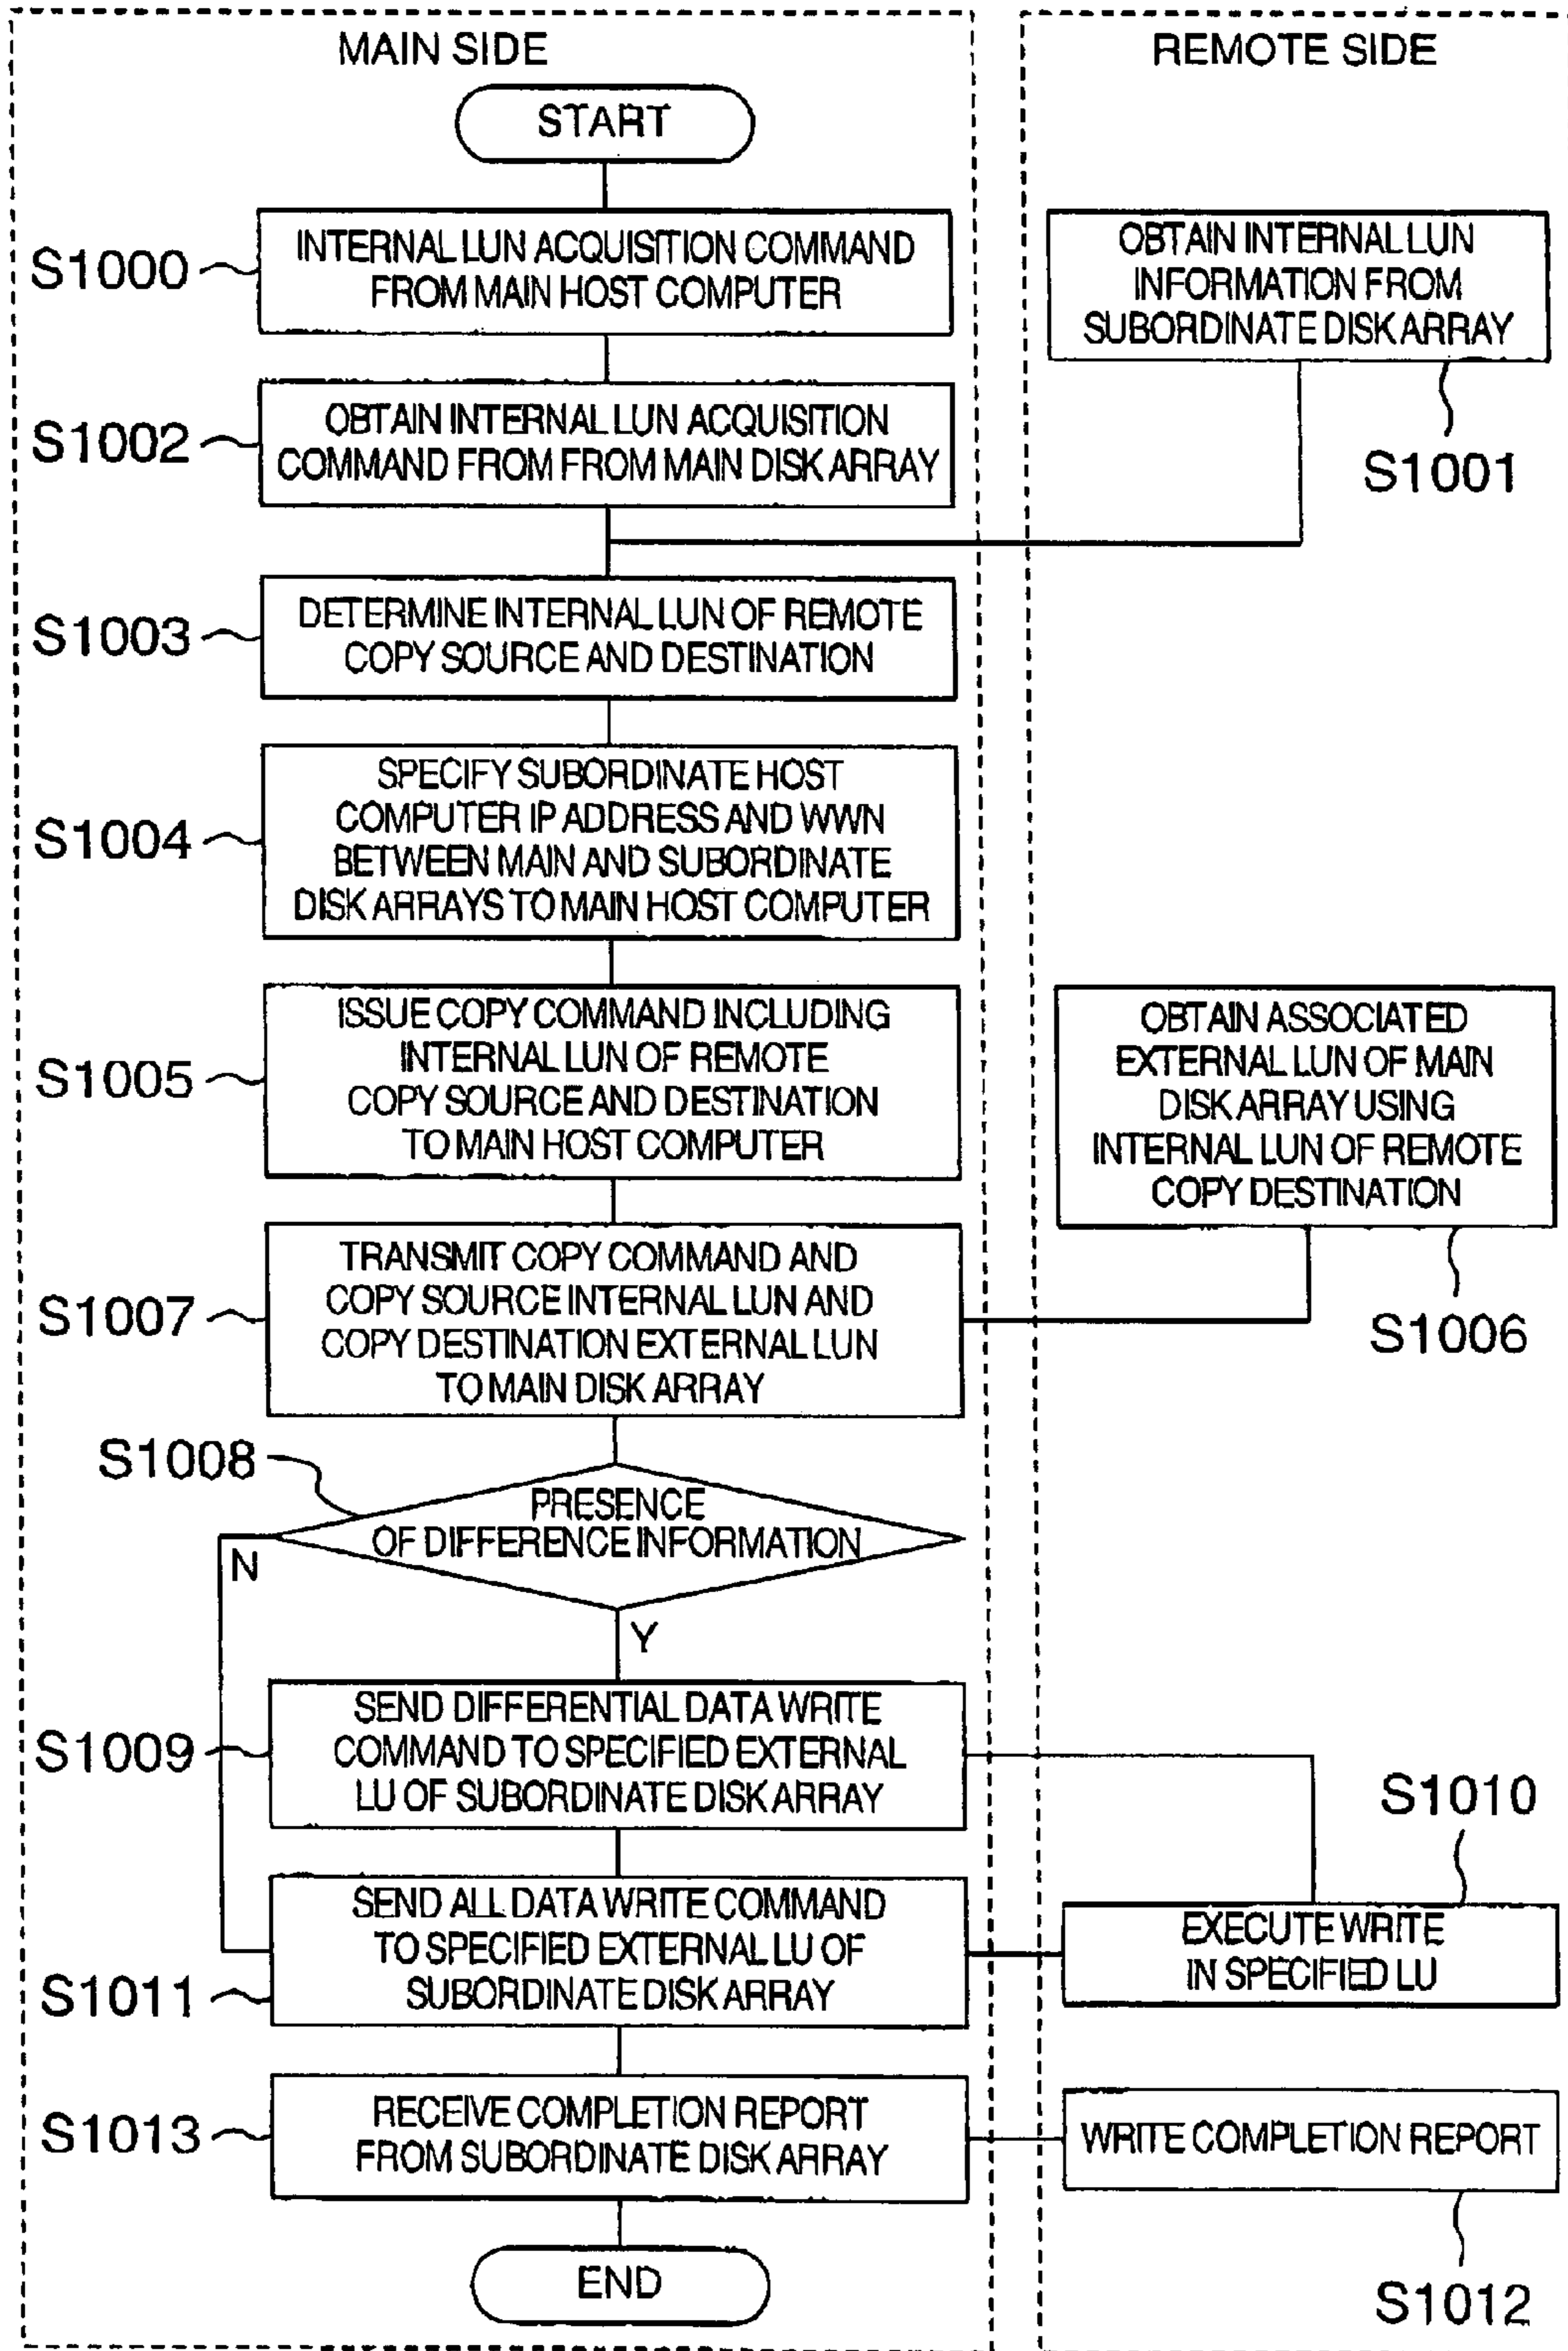 MAIN SIDE
REMOTE SIDE
START
S1000
INTERNAL LUN ACQUISITION COMMAND
FROM MAIN HOST COMPUTER
OBTAIN INTERNAL LUN
INFORMATION FROM
SUBORDINATE DISK ARRAY
S1001
S1002
OBTAIN INTERNAL LUN ACQUISITION
COMMAND FROM FROM MAIN DISK ARRAY
S1003
DETERMINE INTERNAL LUN OF REMOTE
COPY SOURCE AND DESTINATION
S1004
SPECIFY SUBORDINATE HOST
COMPUTER IP ADDRESS AND WWN
BETWEEN MAIN AND SUBORDINATE
DISK ARRAYS TO MAIN HOST COMPUTER
S1005
ISSUE COPY COMMAND INCLUDING
INTERNAL LUN OF REMOTE
COPY SOURCE AND DESTINATION
TO MAIN HOST COMPUTER
OBTAIN ASSOCIATED
EXTERNAL LUN OF MAIN
DISK ARRAY USING
INTERNAL LUN OF REMOTE
COPY DESTINATION
S1006
S1007
TRANSMIT COPY COMMAND AND
COPY SOURCE INTERNAL LUN AND
COPY DESTINATION EXTERNAL LUN
TO MAIN DISK ARRAY
S1008
PRESENCE
OF DIFFERENCE INFORMATION
N
Y
S1009
SEND DIFFERENTIAL DATA WRITE
COMMAND TO SPECIFIED EXTERNAL
LU OF SUBORDINATE DISK ARRAY
S1010
EXECUTE WRITE
IN SPECIFIED LU
S1011
SEND ALL DATA WRITE COMMAND
TO SPECIFIED EXTERNAL LU OF
SUBORDINATE DISK ARRAY
S1013
RECEIVE COMPLETION REPORT
FROM SUBORDINATE DISK ARRAY
WRITE COMPLETION REPORT
S1012
END